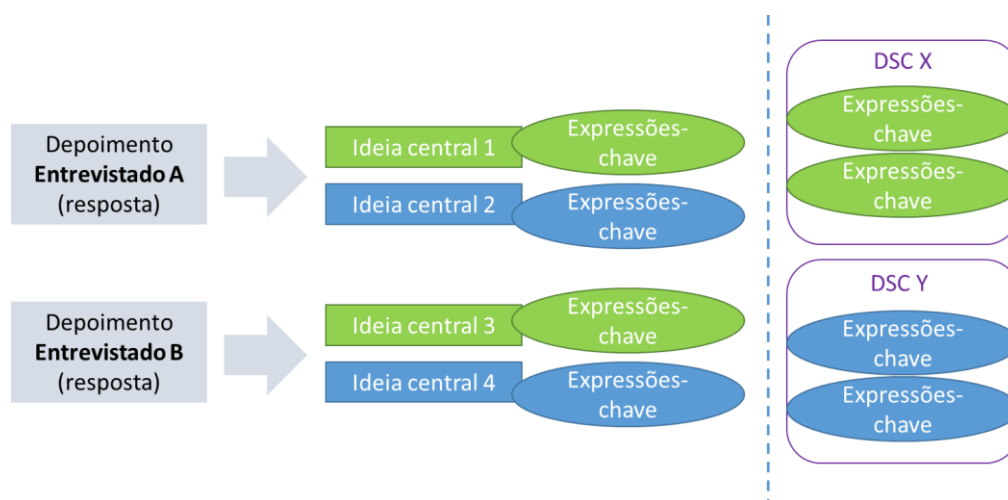 Depoimento
Entrevistado A
(resposta)
Ideia central 1
Expressões-
chave
Ideia central 2
Expressões-
chave
Depoimento
Entrevistado B
(resposta)
Ideia central 3
Expressões-
chave
Ideia central 4
Expressões-
chave
DSC X
Expressões-
chave
Expressões-
chave
DSC Y
Expressões-
chave
Expressões-
chave